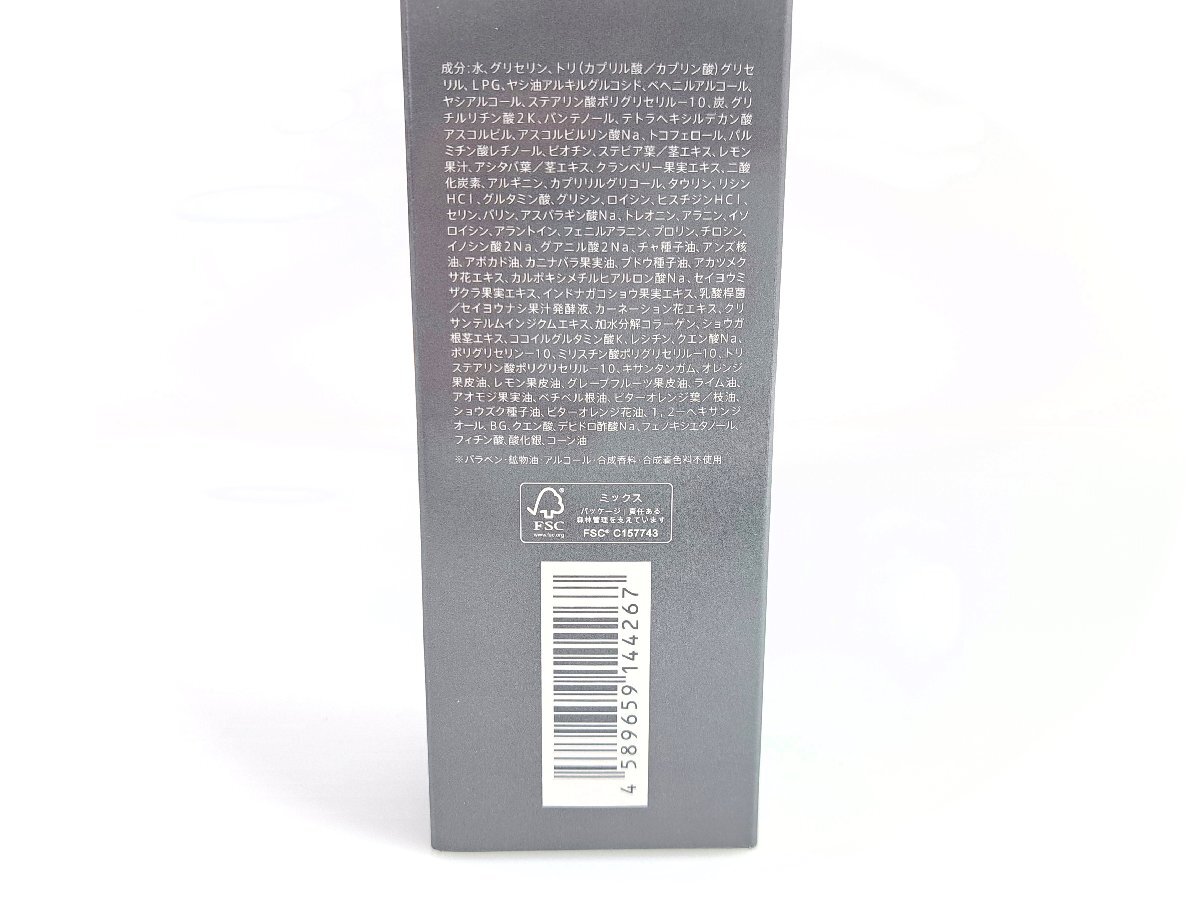 成分：水、グリセリン、トリ（カプリル酸／カプリン酸）グリセ
リル、LPG、ヤシ油アルキルグルコシド、ベヘニルアルコール、
ヤシアルコール、ステアリン酸ポリグリセリル－10、炭、グリ
チルリチン酸2K、パンテノール、テトラヘキシルデカン酸
アスコルビル、アスコルビルリン酸Na、トコフェロール、パル
ミチン酸レチノール、ビオチン、ステビア葉／茎エキス、レモン
果汁、アシタバ葉／茎エキス、クランベリー果実エキス、二酸
化炭素、アルギニン、カプリリルグリコール、タウリン、リシン
HCl、グルタミン酸、グリシン、ロイシン、ヒスチジンHCl、
セリン、バリン、アスパラギン酸Na、トレオニン、アラニン、イソ
ロイシン、アラントイン、フェニルアラニン、プロリン、チロシン、
イノシン酸2Na、グアニル酸2Na、チャ種子油、アンズ核
油、アボカド油、カニナバラ果実油、ブドウ種子油、アカツメク
サ花エキス、カルボキシメチルヒアルロン酸Na、セイヨウミ
ザクラ果実エキス、インドナガコショウ果実エキス、乳酸桿菌
／セイヨウナシ果汁発酵液、カーネーション花エキス、クリ
サンテルムインジクムエキス、加水分解コラーゲン、ショウガ
根茎エキス、ココイルグルタミン酸K、レシチン、クエン酸Na、
ポリグリセリン－10、ミリスチン酸ポリグリセリル－10、トリ
ステアリン酸ポリグリセリル－10、キサンタンガム、オレンジ
果皮油、レモン果皮油、グレープフルーツ果皮油、ライム油、
アオモジ果実油、ベチベル根油、ビターオレンジ葉／枝油、
ショウズク種子油、ビターオレンジ花油、1，2－ヘキサンジ
オール、BG、クエン酸、デヒドロ酢酸Na、フェノキシエタノール、
フィチン酸、酸化銀、コーン油
※パラベン・鉱物油・アルコール・合成香料・合成着色料不使用
FSC®
www.fsc.org
ミックス
パッケージ｜責任ある
森林管理を支えています
FSC® C157743
4 589659 144267